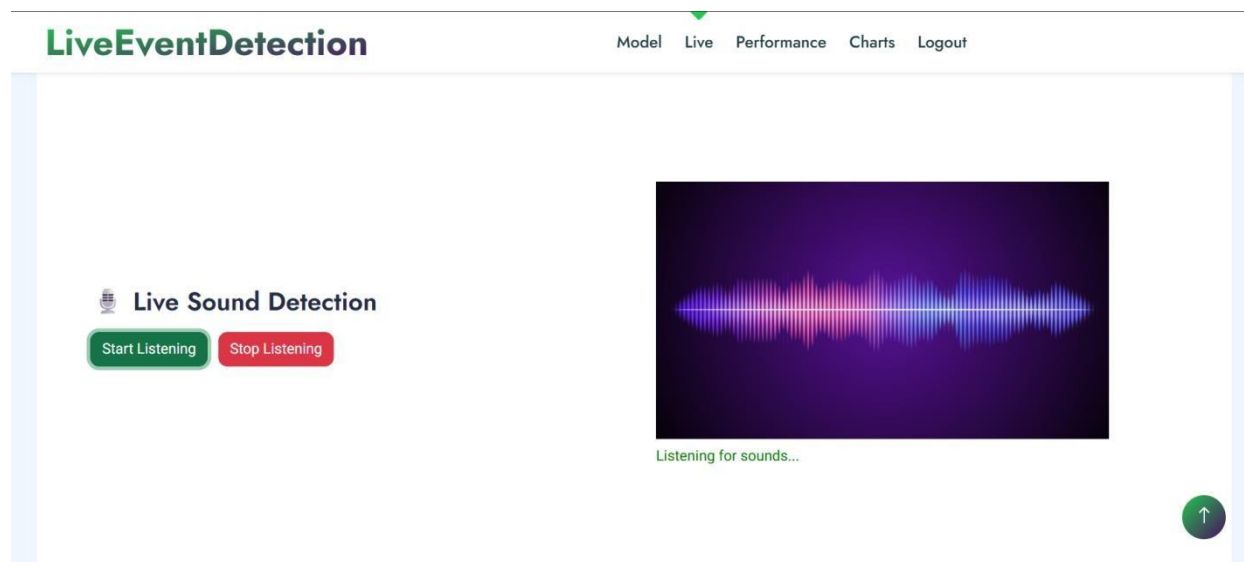 LiveEventDetection
Model Live Performance Charts Logout
Live Sound Detection
Start Listening Stop Listening
Listening for sounds...